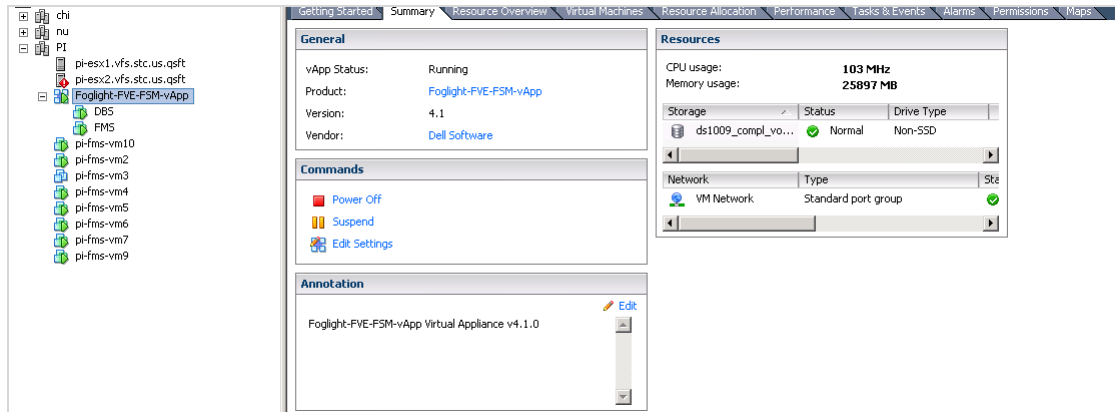 chi
nu
PI
pi-esx1.vfs.stc.us.qsft
pi-esx2.vfs.stc.us.qsft
Foglight-FVE-FSM-vApp
DBS
FMS
pi-fms-vm10
pi-fms-vm2
pi-fms-vm3
pi-fms-vm4
pi-fms-vm5
pi-fms-vm6
pi-fms-vm7
pi-fms-vm9
Getting Started Summary Resource Overview Virtual Machines Resource Allocation Performance Tasks & Events Alarms Permissions Maps
General
vApp Status: Running
Product: Foglight-FVE-FSM-vApp
Version: 4.1
Vendor: Dell Software
Commands
Power Off
Suspend
Edit Settings
Annotation
Edit
Foglight-FVE-FSM-vApp Virtual Appliance v4.1.0
Resources
CPU usage: 103 MHz
Memory usage: 25897 MB
Storage Status Drive Type
ds1009_compl_vo... Normal Non-SSD
Network Type Sta
VM Network Standard port group